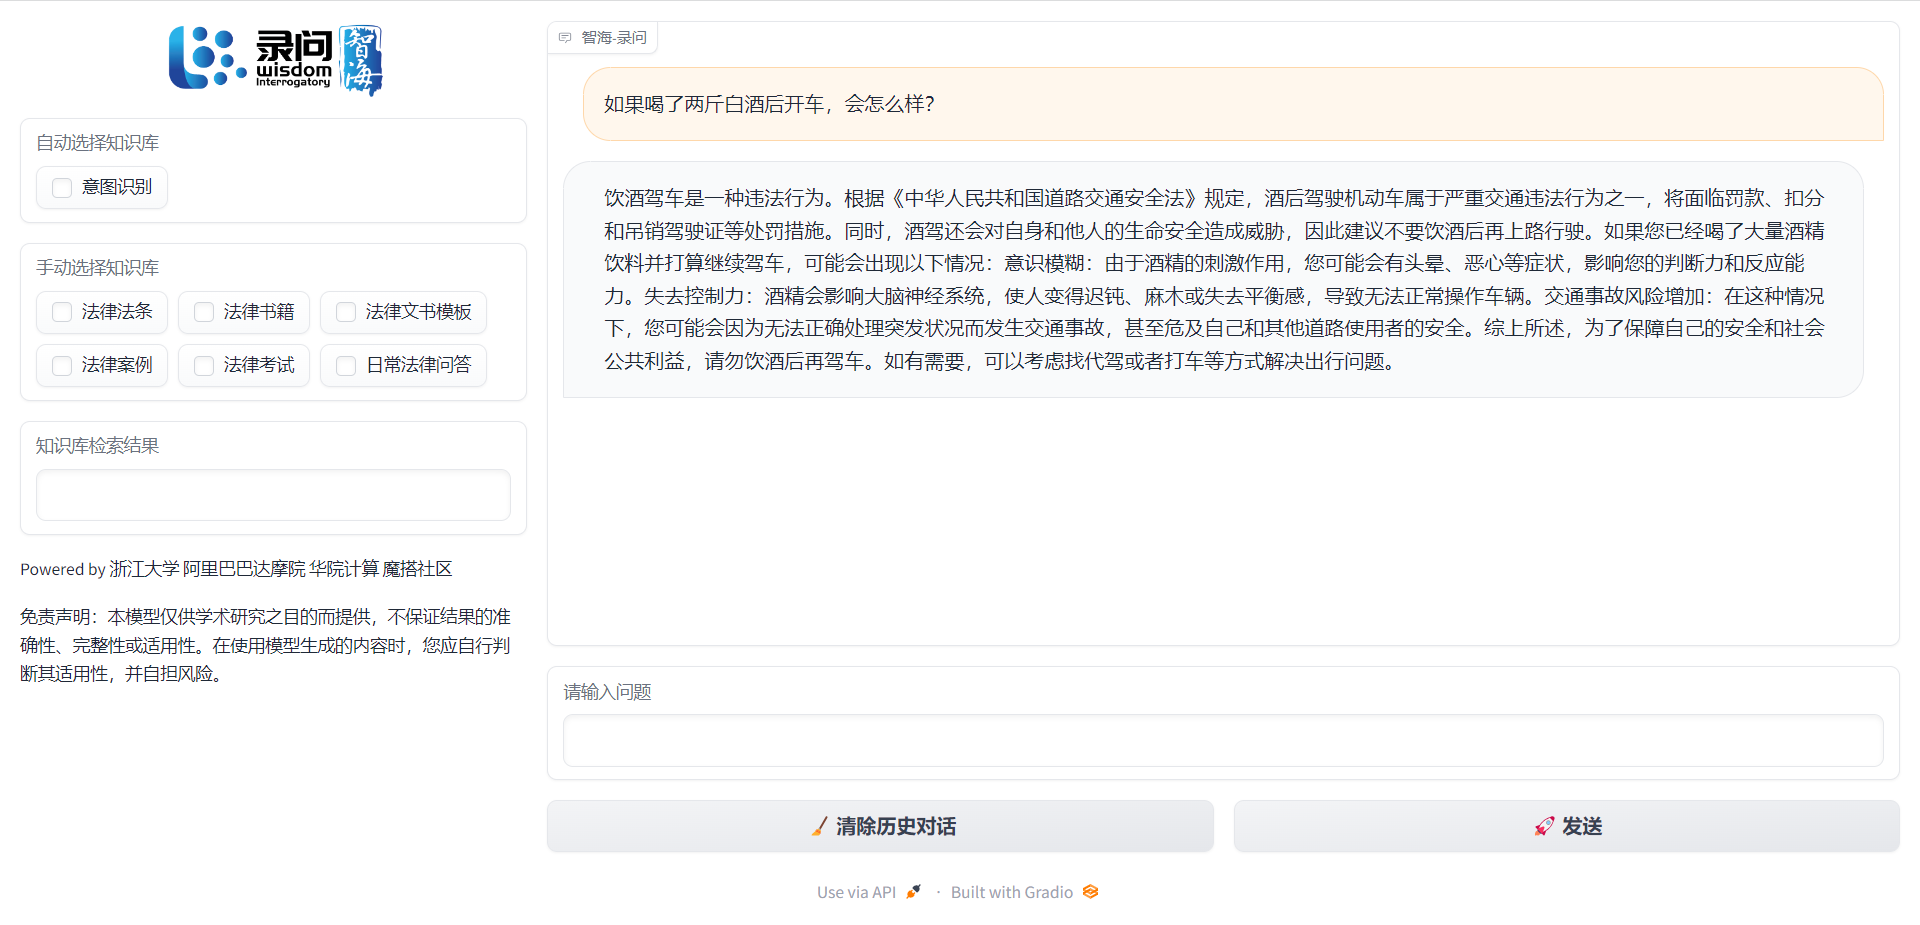 录问
wisdom
Interrogatory
智海
自动选择知识库
意图识别
手动选择知识库
法律法条
法律书籍
法律文书模板
法律案例
法律考试
日常法律问答
知识库检索结果
Powered by 浙江大学 阿里巴巴达摩院 华院计算 魔搭社区
免责声明：本模型仅供学术研究之目的而提供，不保证结果的准
确性、完整性或适用性。在使用模型生成的内容时，您应自行判
断其适用性，并自担风险。
智海-录问
如果喝了两斤白酒后开车，会怎么样？
饮酒驾车是一种违法行为。根据《中华人民共和国道路交通安全法》规定，酒后驾驶机动车属于严重交通违法行为之一，将面临罚款、扣分
和吊销驾驶证等处罚措施。同时，酒驾还会对自身和他人的生命安全造成威胁，因此建议不要饮酒后再上路行驶。如果您已经喝了大量酒精
饮料并打算继续驾车，可能会出现以下情况：意识模糊：由于酒精的刺激作用，您可能会有头晕、恶心等症状，影响您的判断力和反应能
力。失去控制力：酒精会影响大脑神经系统，使人变得迟钝、麻木或失去平衡感，导致无法正常操作车辆。交通事故风险增加：在这种情况
下，您可能会因为无法正确处理突发状况而发生交通事故，甚至危及自己和其他道路使用者的安全。综上所述，为了保障自己的安全和社会
公共利益，请勿饮酒后再驾车。如有需要，可以考虑找代驾或者打车等方式解决出行问题。
请输入问题
清除历史对话
发送
Use via API · Built with Gradio